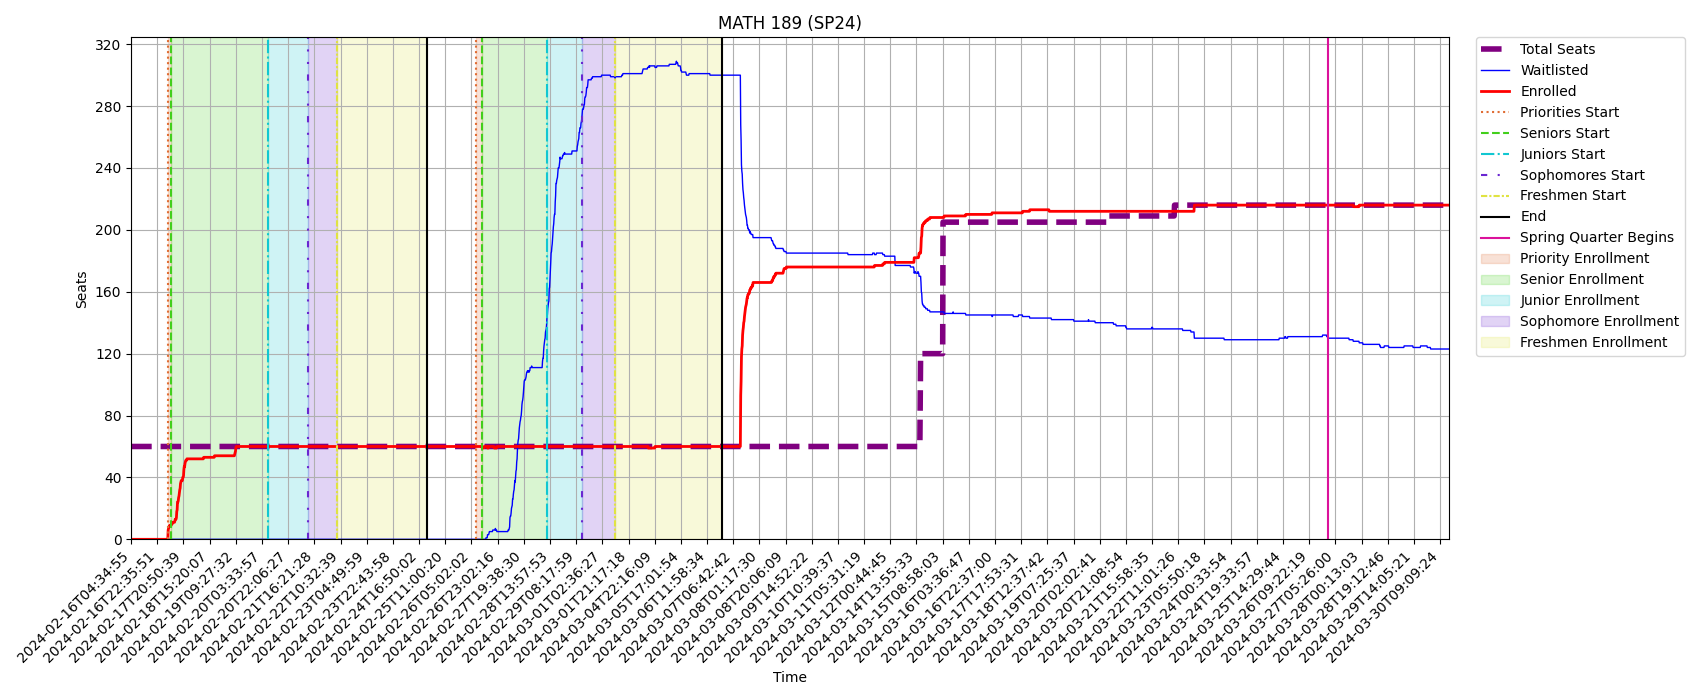 MATH 189 (SP24)
Seats
320
280
240
200
160
120
80
40
0
2024-02-16T04:34:55
2024-02-16T22:35:51
2024-02-17T20:50:39
2024-02-18T15:20:07
2024-02-19T09:27:32
2024-02-20T03:33:57
2024-02-20T22:06:27
2024-02-21T16:21:28
2024-02-22T10:32:39
2024-02-23T04:49:59
2024-02-23T22:43:58
2024-02-24T16:50:02
2024-02-25T11:00:20
2024-02-26T05:02:02
2024-02-26T23:02:16
2024-02-27T19:38:30
2024-02-28T13:57:53
2024-02-29T08:17:59
2024-03-01T02:36:27
2024-03-01T21:17:18
2024-03-04T22:16:09
2024-03-05T17:01:54
2024-03-06T11:58:34
2024-03-07T06:42:42
2024-03-08T01:17:30
2024-03-08T20:06:09
2024-03-09T14:52:22
2024-03-10T10:39:37
2024-03-11T05:31:19
2024-03-12T00:44:45
2024-03-14T13:55:33
2024-03-15T08:58:03
2024-03-16T03:36:47
2024-03-16T22:37:00
2024-03-17T17:53:31
2024-03-18T12:37:42
2024-03-19T07:25:37
2024-03-20T02:02:41
2024-03-20T21:08:54
2024-03-21T15:58:35
2024-03-22T11:01:26
2024-03-23T05:50:18
2024-03-24T00:33:54
2024-03-24T19:33:57
2024-03-25T14:29:44
2024-03-26T09:22:19
2024-03-27T05:26:00
2024-03-28T00:13:03
2024-03-28T19:12:46
2024-03-29T14:05:21
2024-03-30T09:09:24
Time
Total Seats
Waitlisted
Enrolled
Priorities Start
Seniors Start
Juniors Start
Sophomores Start
Freshmen Start
End
Spring Quarter Begins
Priority Enrollment
Senior Enrollment
Junior Enrollment
Sophomore Enrollment
Freshmen Enrollment